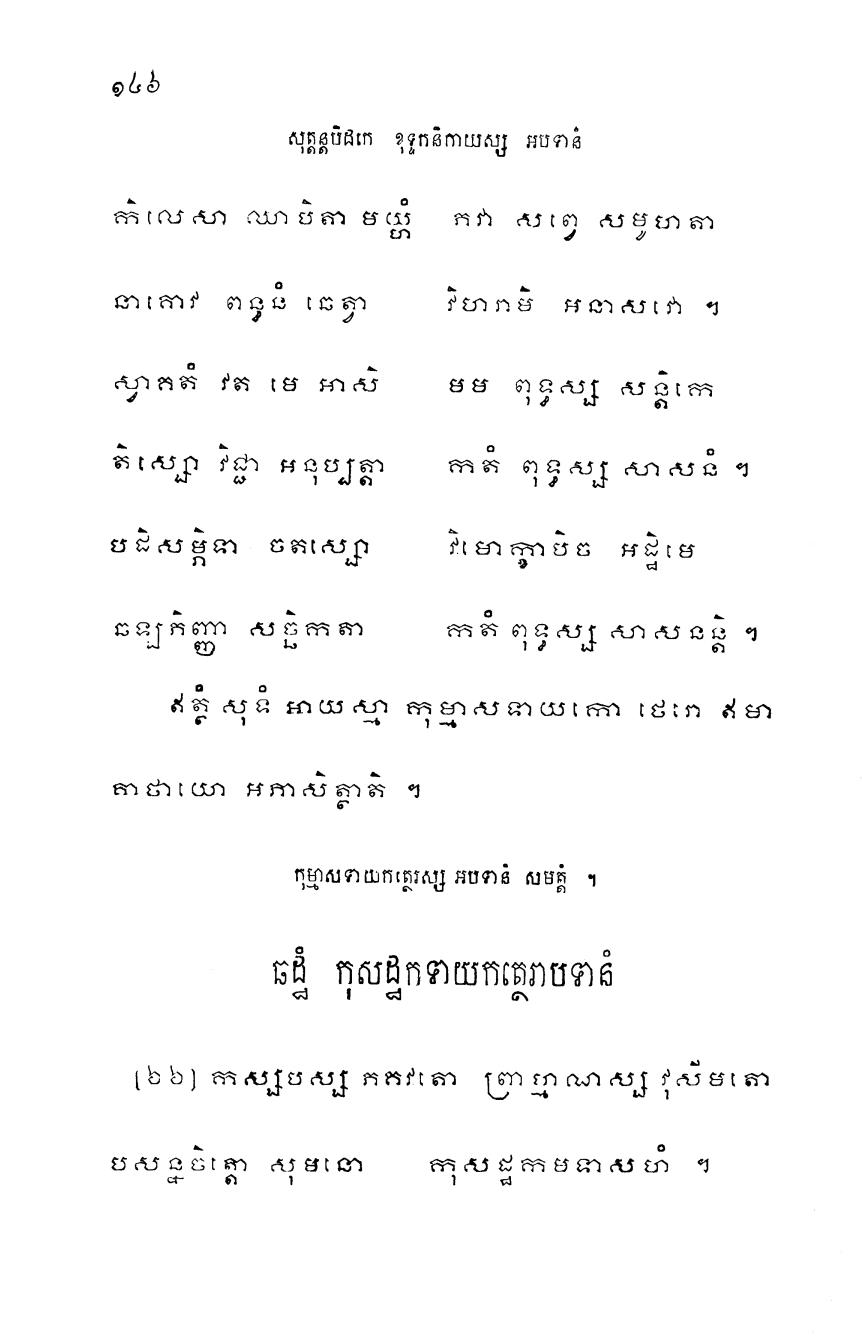 ១៤៦
សុត្តន្តបិដកេ ខុទ្ទកនិកាយស្ស អបទានំ
កិលេសា ឈាបិតា មយ្ហំ ភវា សព្វេ សមូហតា
នាគោវ ពន្ធនំ ឆេត្វា វិហរាមិ អនាសវោ ។
ស្វាគតំ វត មេ អាសិ មម ពុទ្ធស្ស សន្តិកេ
តិស្សោ វិជ្ជា អនុប្បត្តា កតំ ពុទ្ធស្ស សាសនំ ។
បដិសម្ភិទា ចតស្សោ វិមោក្ខាបិច អដ្ឋិមេ
ឆឡភិញ្ញា សច្ឆិកតា កតំ ពុទ្ធស្ស សាសនន្តិ ។
ឥត្ថំ សុទំ អាយស្មា កុម្មាសទាយកោ ថេរោ ឥមា
គាថាយោ អភាសិត្ថាតិ ។
កុម្មាសទាយកត្ថេរស្ស អបទានំ សមត្តំ ។
ឆដ្ឋំ កុសដ្ឋកទាយកត្ថេរាបទានំ
[៦៦] កស្សបស្ស ភគវតោ ព្រាហ្មណស្ស វុសីមតោ
បសន្នចិត្តោ សុមនោ កុសដ្ឋកមទាសហំ ។